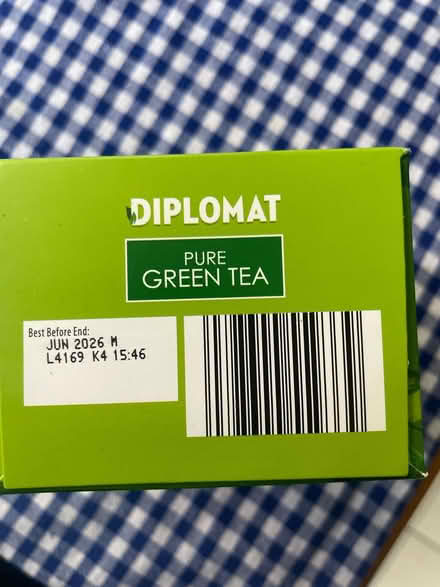 DIPLOMAT
PURE
GREEN TEA
Best Before End:
JUN 2026 M
L4169 K4 15:46